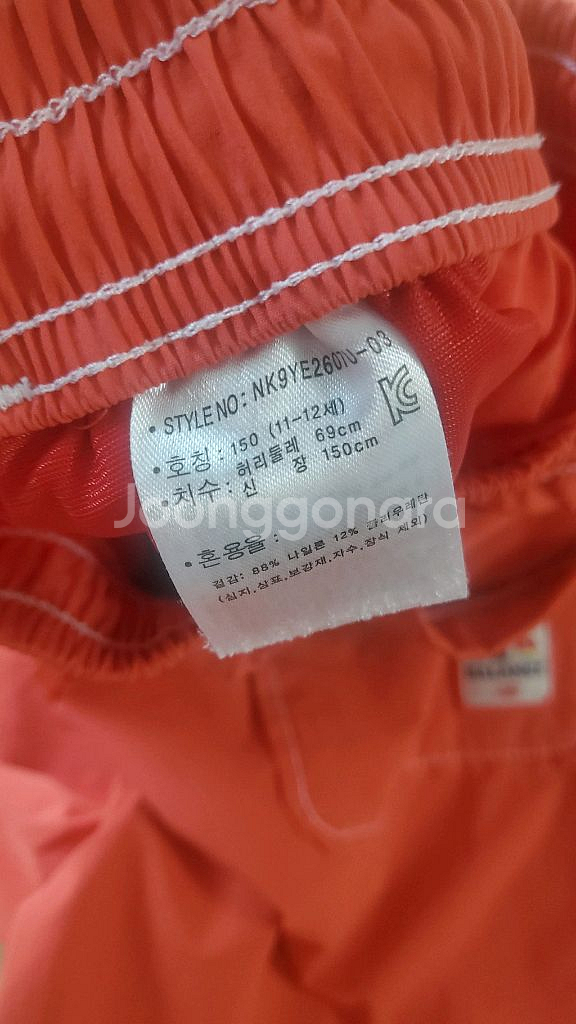 • STYLE NO: NK9YE26070-03
• 호칭 : 150 (11-12세)
• 치수 : 허리둘레 69cm
신 장 150cm
Joonggonara
• 혼용율 :
겉감: 88% 나일론 12% 폴리우레탄
(심지.상표.보강재.자수.장식 제외)